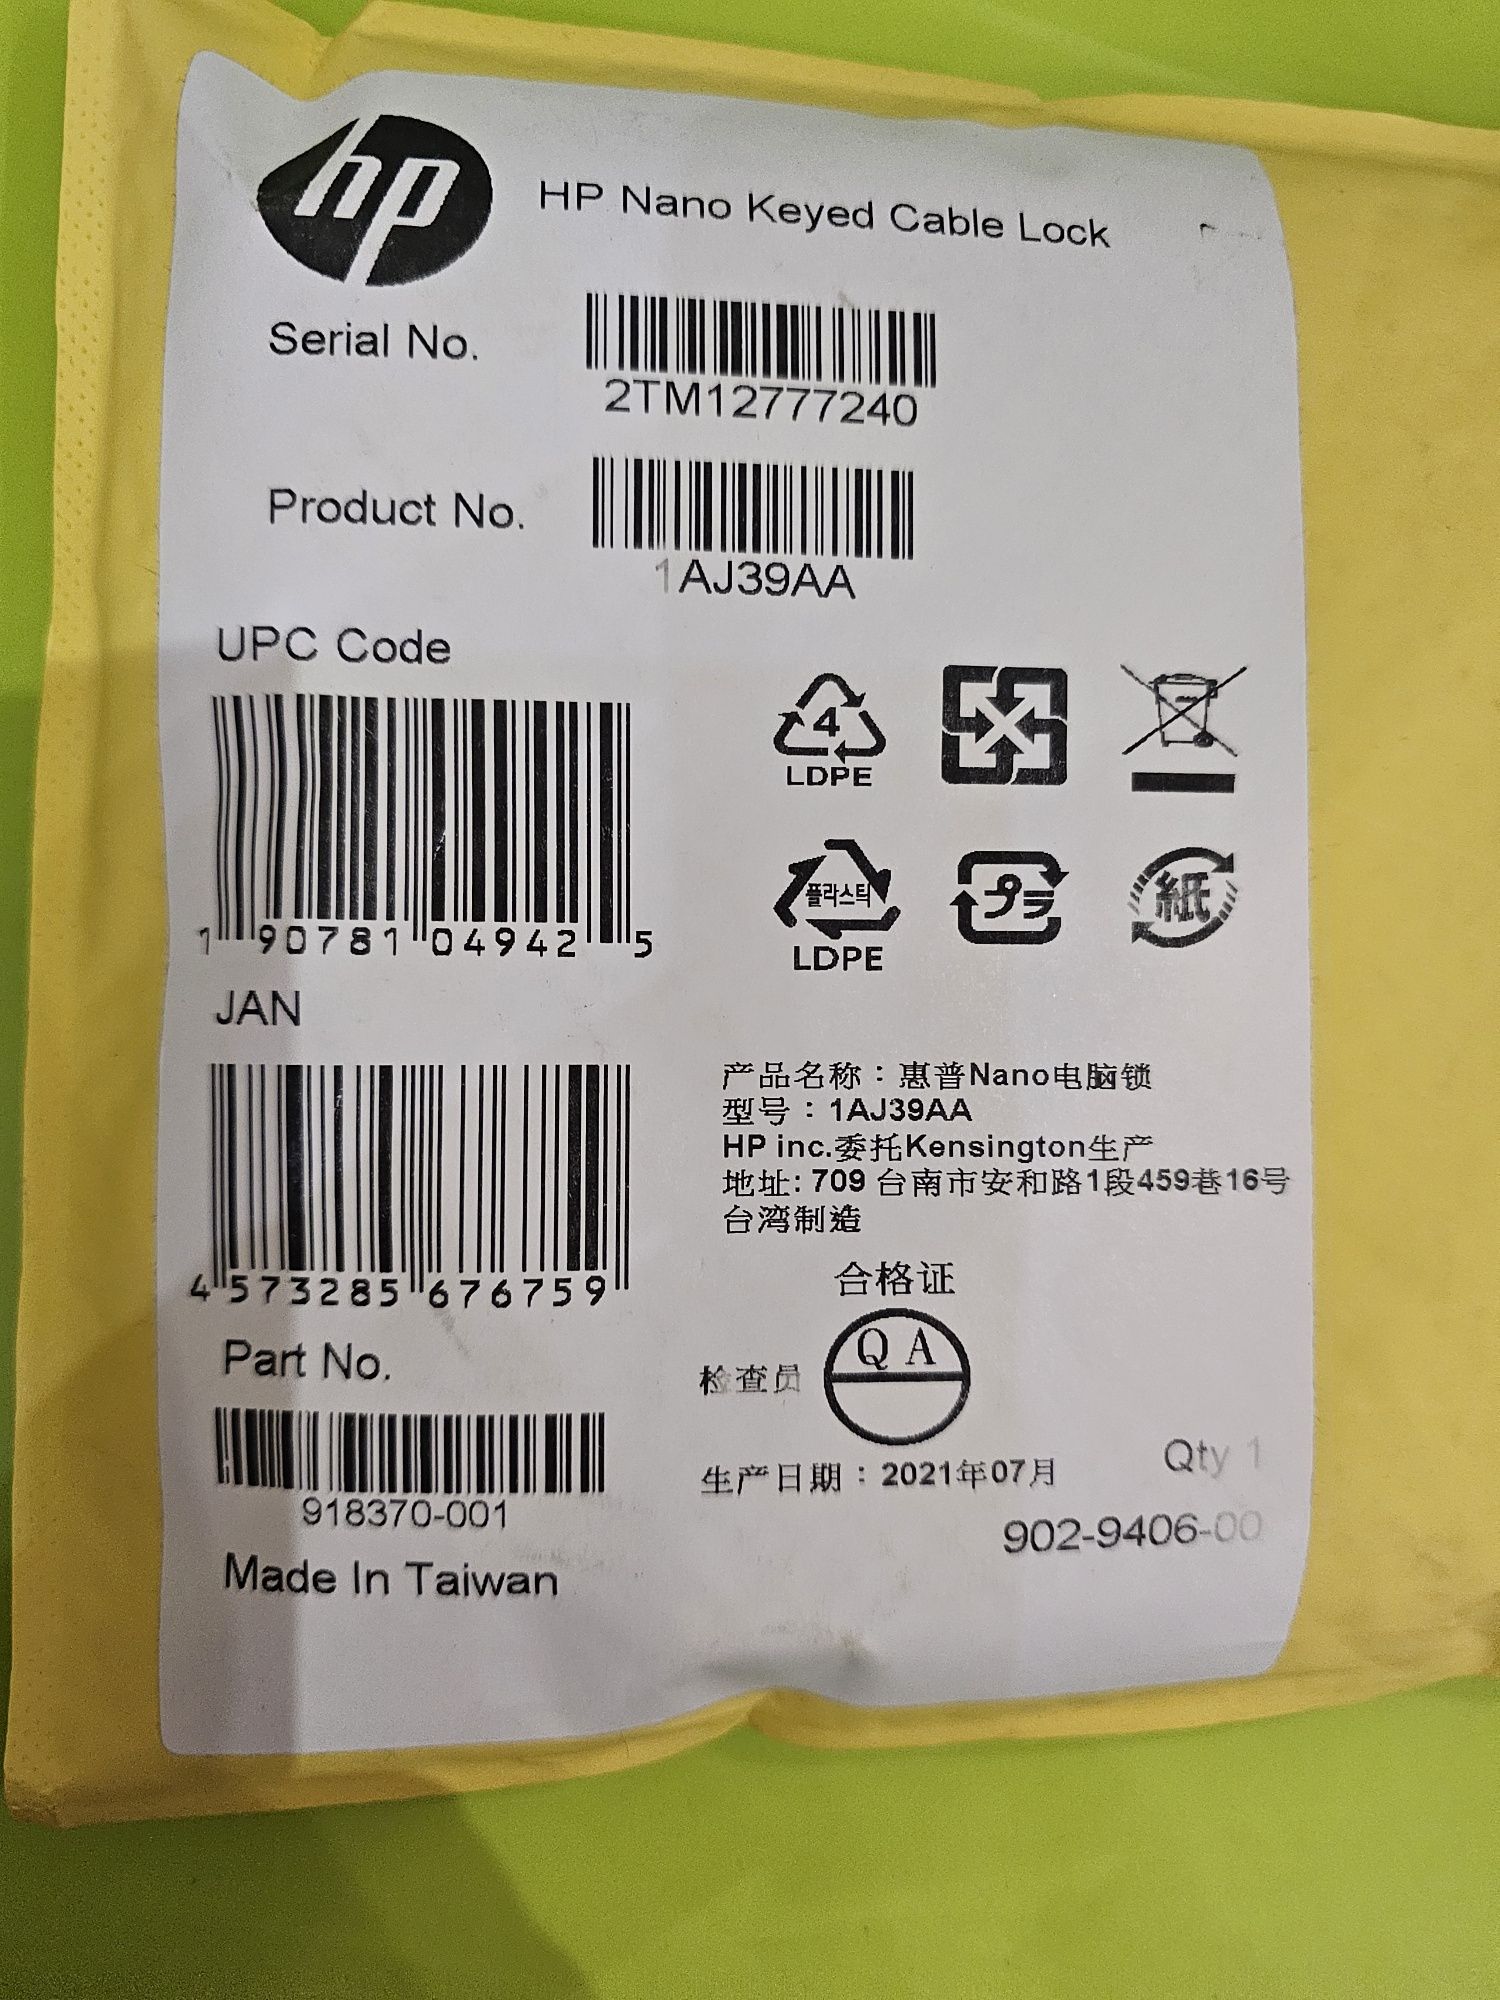 hp
HP Nano Keyed Cable Lock
Serial No.
2TM12777240
Product No.
1AJ39AA
UPC Code
1 90781 04942 5
4
LDPE
플라스틱
LDPE
プラ
紙
JAN
4 573285 676759
产品名称：惠普Nano电脑锁
型号：1AJ39AA
HP inc.委托Kensington生产
地址: 709 台南市安和路1段459巷16号
台湾制造
合格证
检查员
QA
生产日期：2021年07月
Qty 1
902-9406-00
Part No.
918370-001
Made In Taiwan